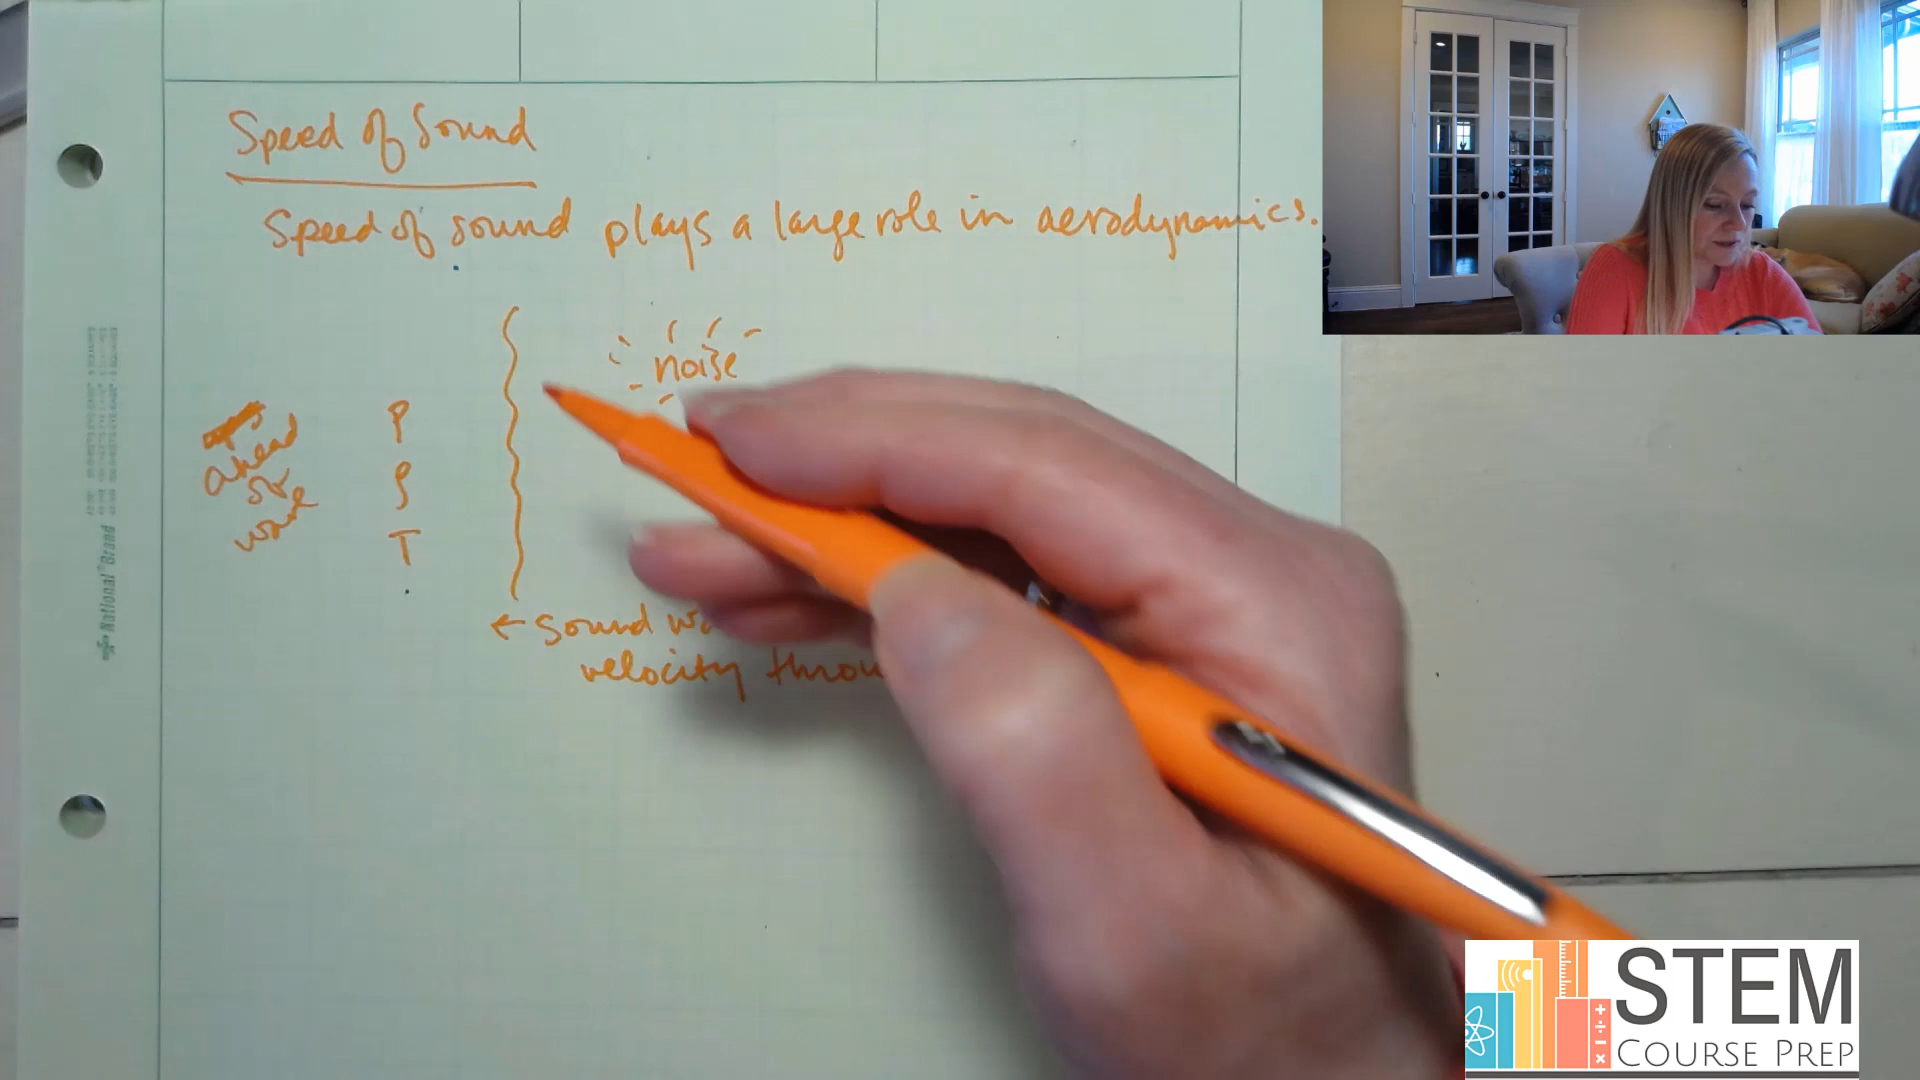 Speed of Sound
Speed of sound plays a large role in aerodynamics.
noise
ahead
of
wave
P
ρ
T
← sound
velocity
National® Brand
STEM
COURSE PREP